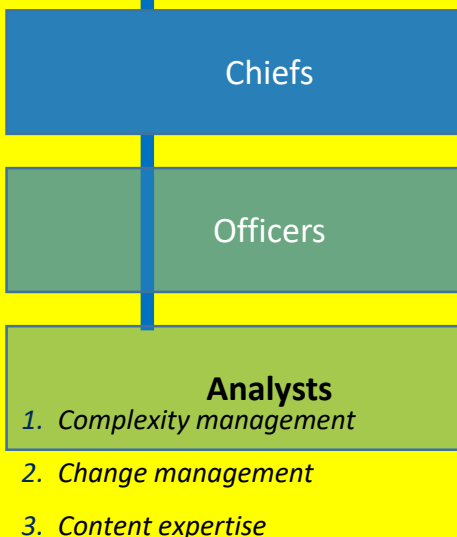 Chiefs
Officers
Analysts
1. Complexity management
2. Change management
3. Content expertise